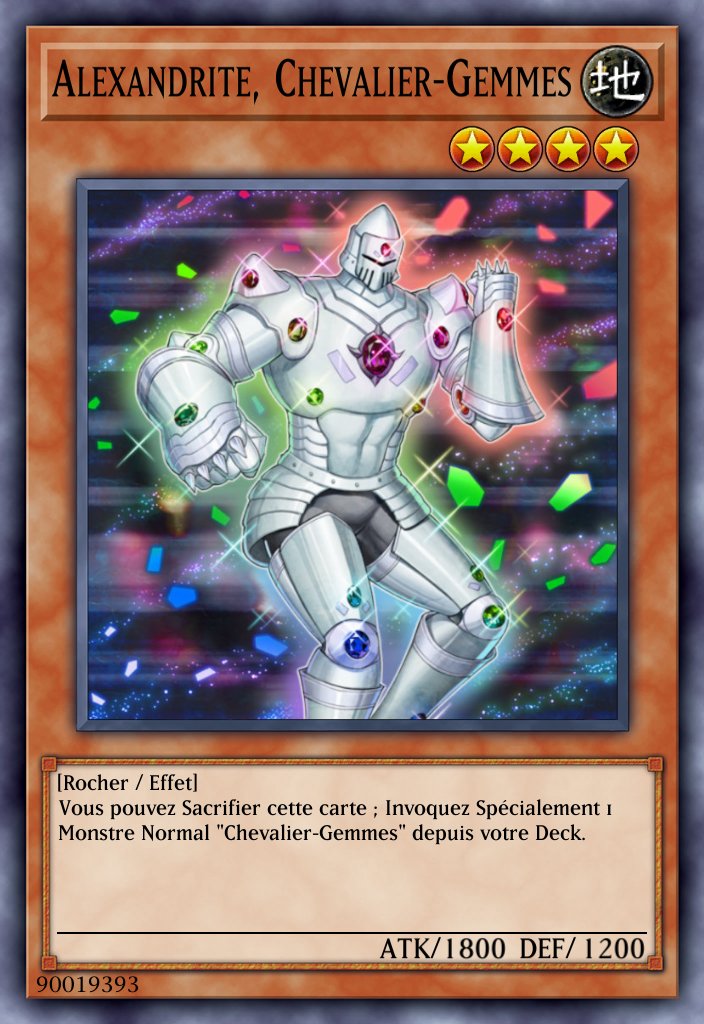 Alexandrite, Chevalier-Gemmes 地
[Rocher / Effet]
Vous pouvez Sacrifier cette carte ; Invoquez Spécialement 1
Monstre Normal "Chevalier-Gemmes" depuis votre Deck.
ATK/1800 DEF/1200
90019393